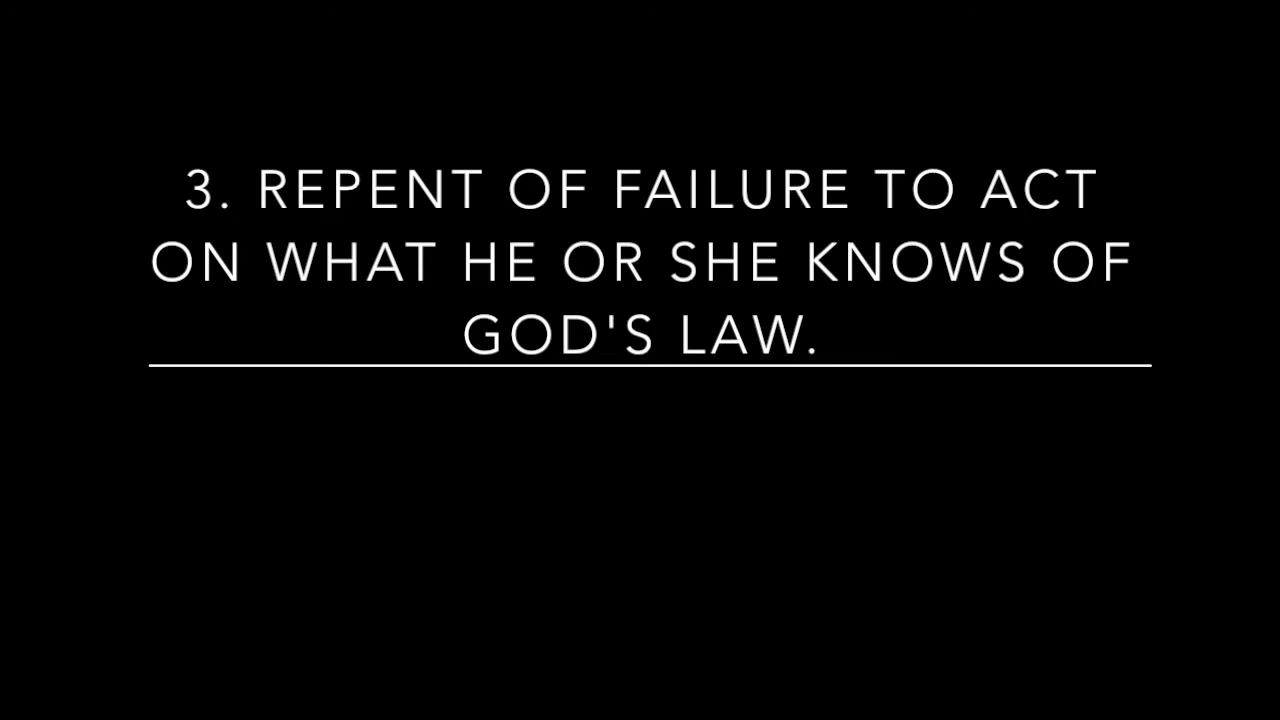 3. REPENT OF FAILURE TO ACT
ON WHAT HE OR SHE KNOWS OF
GOD'S LAW.